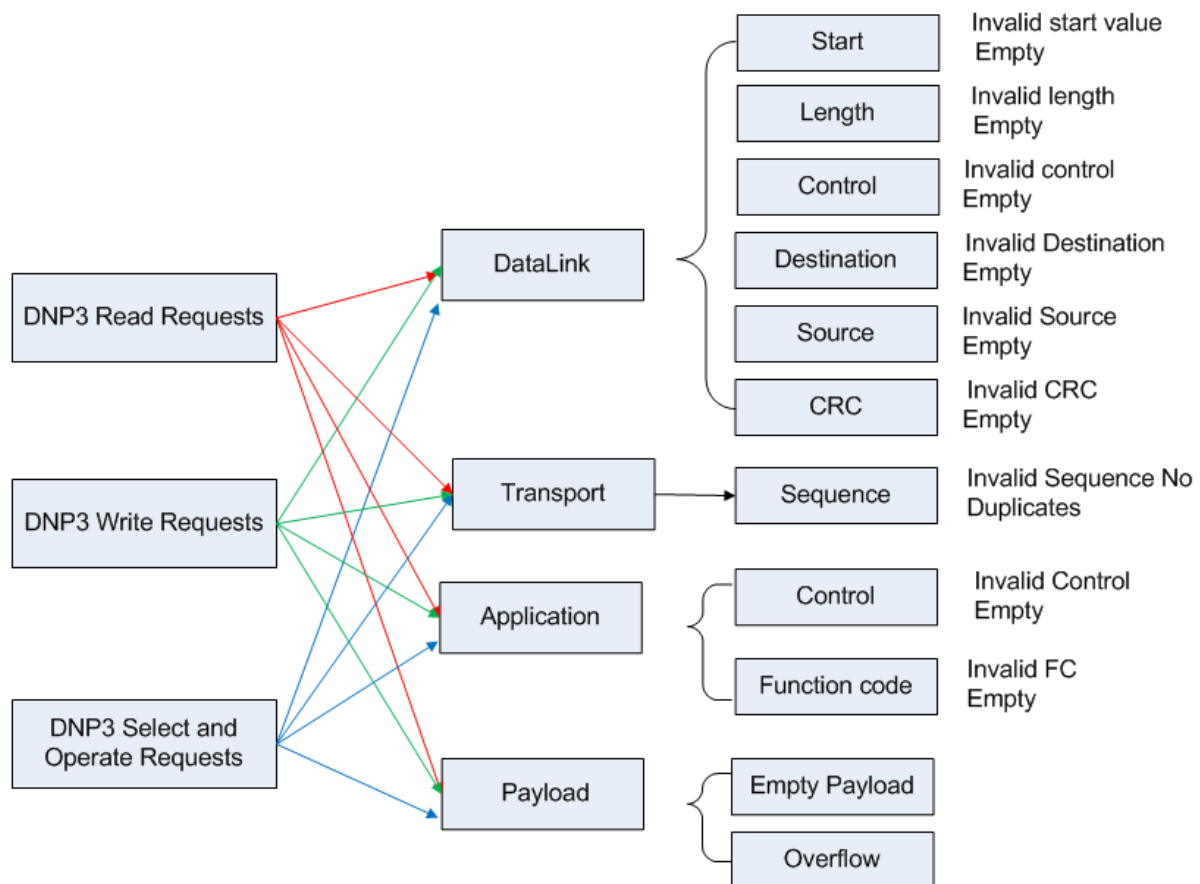 Start
Invalid start value
Empty
Length
Invalid length
Empty
Control
Invalid control
Empty
DataLink
Destination
Invalid Destination
Empty
DNP3 Read Requests
Source
Invalid Source
Empty
CRC
Invalid CRC
Empty
DNP3 Write Requests
Transport
Sequence
Invalid Sequence No
Duplicates
Application
Control
Invalid Control
Empty
Function code
Invalid FC
Empty
DNP3 Select and
Operate Requests
Payload
Empty Payload
Overflow